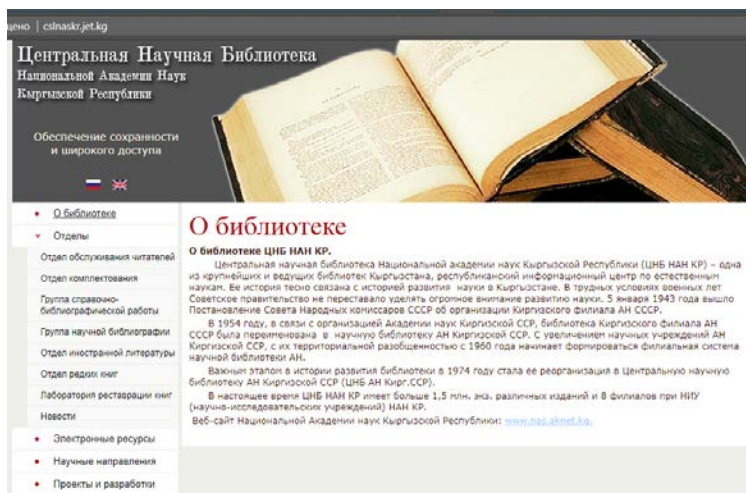 цено | cslnaskr.jet.kg
Центральная Научная Библиотека
Национальной Академии Наук
Кыргызской Республики
Обеспечение сохранности
и широкого доступа
О библиотеке
Отделы
Отдел обслуживания читателей
Отдел комплектования
Группа справочно-
библиографической работы
Группа научной библиографии
Отдел иностранной литературы
Отдел редких книг
Лаборатория реставрации книг
Новости
Электронные ресурсы
Научные направления
Проекты и разработки
О библиотеке
О библиотеке ЦНБ НАН КР.
Центральная научная библиотека Национальной академии наук Кыргызской Республики (ЦНБ НАН КР) – одна
из крупнейших и ведущих библиотек Кыргызстана, республиканский информационный центр по естественным
наукам. Ее история тесно связана с историей развития науки в Кыргызстане. В трудных условиях военных лет
Советское правительство не переставало уделять огромное внимание развитию науки. 5 января 1943 года вышло
Постановление Совета Народных комиссаров СССР об организации Киргизского филиала АН СССР.
В 1954 году, в связи с организацией Академии наук Киргизской ССР, библиотека Киргизского филиала АН
СССР была переименована в научную библиотеку АН Киргизской ССР. С увеличением научных учреждений АН
Киргизской ССР, с их территориальной разобщенностью с 1960 года начинает формироваться филиальная система
научной библиотеки АН.
Важным этапом в истории развития библиотеки в 1974 году стала ее реорганизация в Центральную научную
библиотеку АН Киргизской ССР (ЦНБ АН Кирг.ССР).
В настоящее время ЦНБ НАН КР имеет больше 1,5 млн. экз. различных изданий и 8 филиалов при НИУ
(научно-исследовательских учреждений) НАН КР.
Веб-сайт Национальной Академии наук Кыргызской Республики: www.nas.aknet.kg.